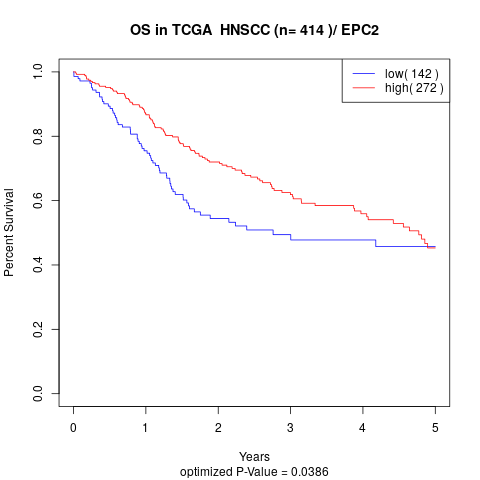 OS in TCGA HNSCC (n= 414 )/ EPC2
low( 142 )
high( 272 )
Percent Survival
1.0
0.8
0.6
0.4
0.2
0.0
0 1 2 3 4 5
Years
optimized P-Value = 0.0386